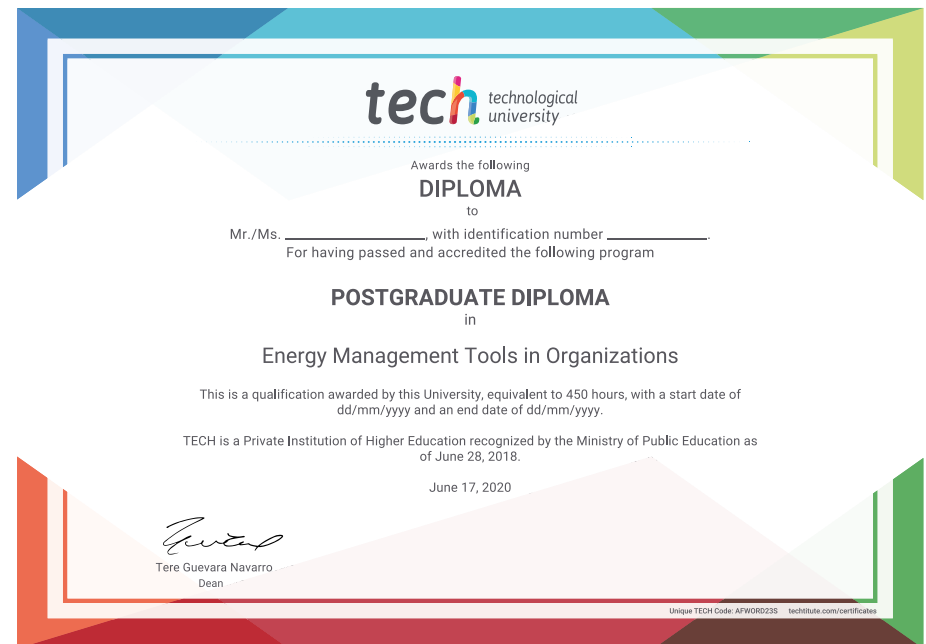 tech technological
university
Awards the following
DIPLOMA
to
Mr./Ms. ____________________, with identification number ______________.
For having passed and accredited the following program
POSTGRADUATE DIPLOMA
in
Energy Management Tools in Organizations
This is a qualification awarded by this University, equivalent to 450 hours, with a start date of
dd/mm/yyyy and an end date of dd/mm/yyyy.
TECH is a Private Institution of Higher Education recognized by the Ministry of Public Education as
of June 28, 2018.
June 17, 2020
Tere Guevara Navarro
Dean
Unique TECH Code: AFWORD23S techtitute.com/certificates